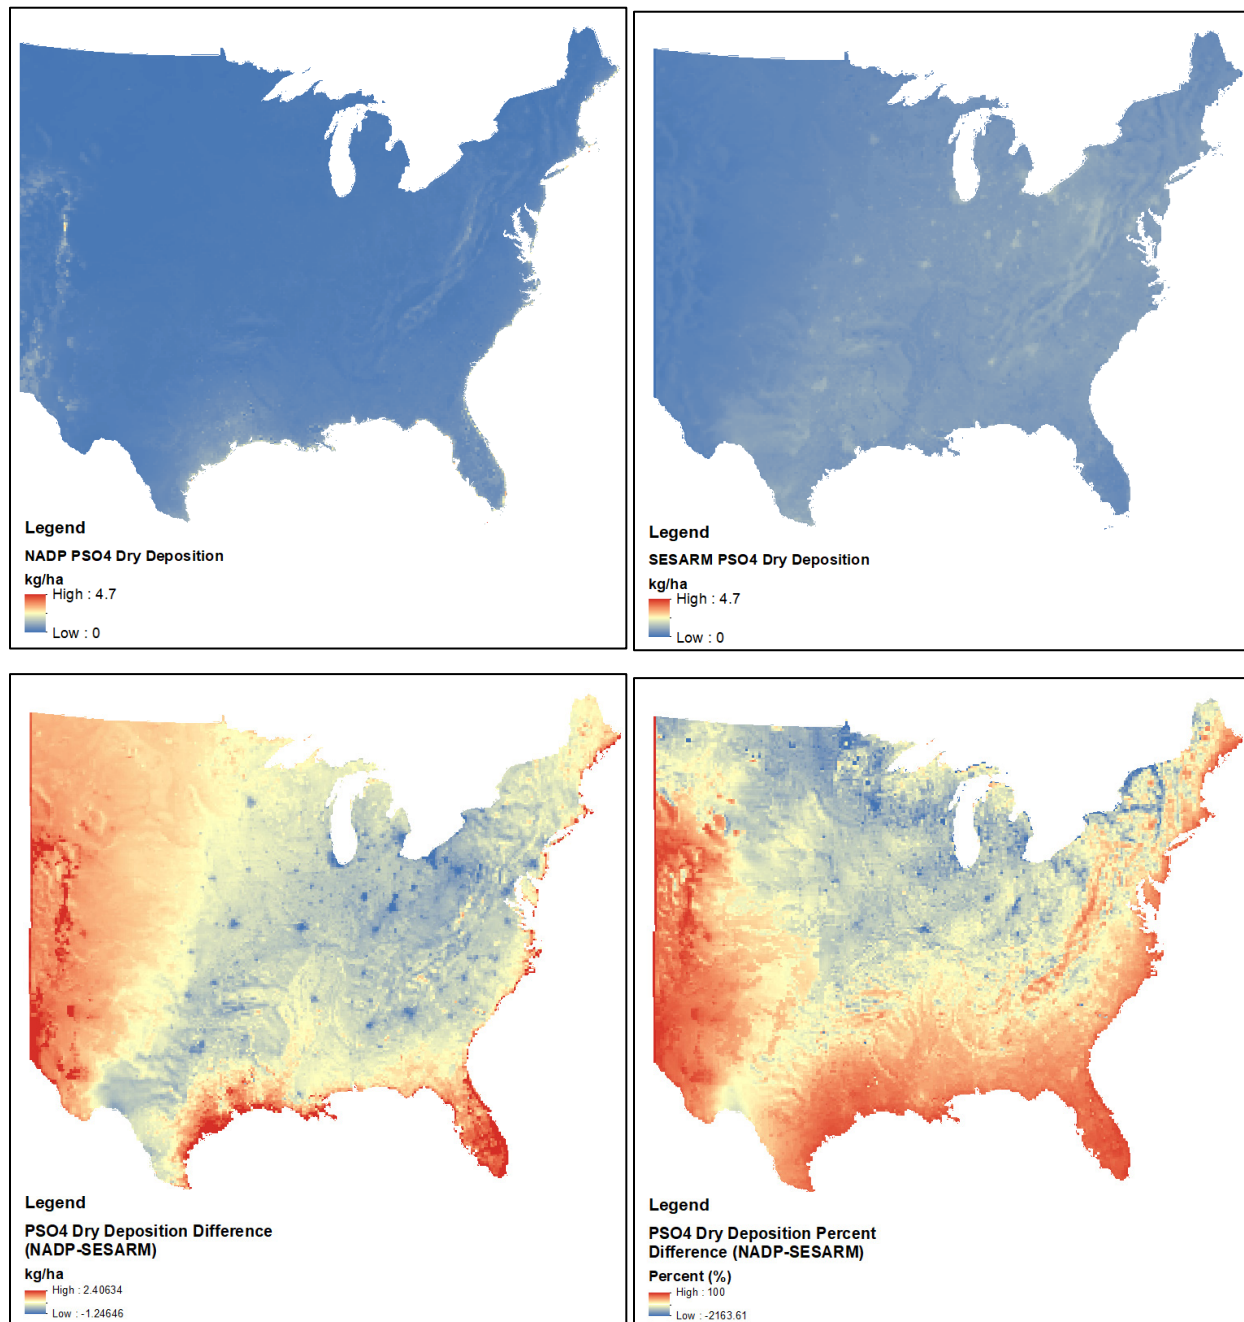 Legend
NADP PSO4 Dry Deposition
kg/ha
High : 4.7
Low : 0
Legend
SESARM PSO4 Dry Deposition
kg/ha
High : 4.7
Low : 0
Legend
PSO4 Dry Deposition Difference
(NADP-SESARM)
kg/ha
High : 2.40634
Low : -1.24646
Legend
PSO4 Dry Deposition Percent
Difference (NADP-SESARM)
Percent (%)
High : 100
Low : -2163.61